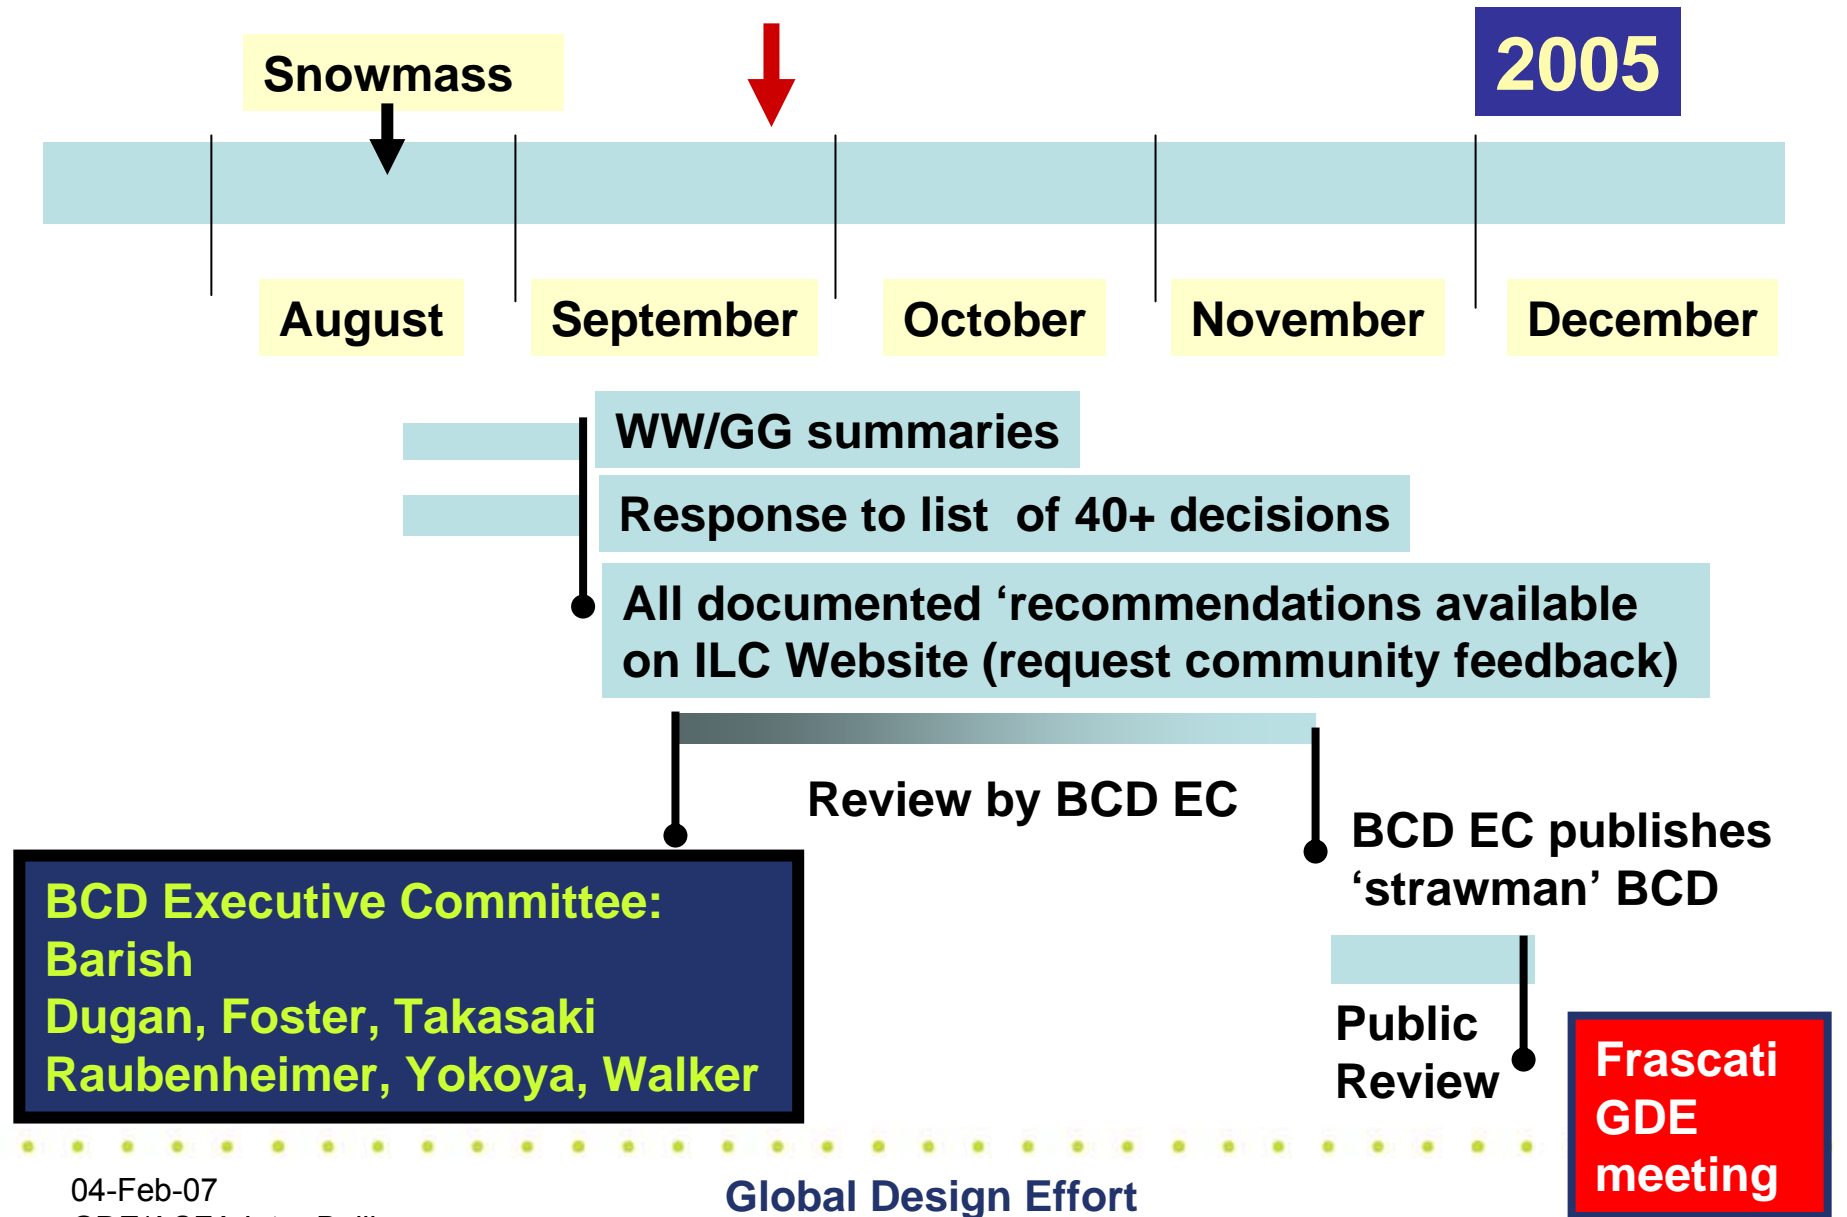 Snowmass
2005
August
September
October
November
December
WW/GG summaries
Response to list of 40+ decisions
All documented ‘recommendations available
on ILC Website (request community feedback)
Review by BCD EC
BCD EC publishes
‘strawman’ BCD
BCD Executive Committee:
Barish
Dugan, Foster, Takasaki
Raubenheimer, Yokoya, Walker
Public
Review
Frascati
GDE
meeting
04-Feb-07
Global Design Effort